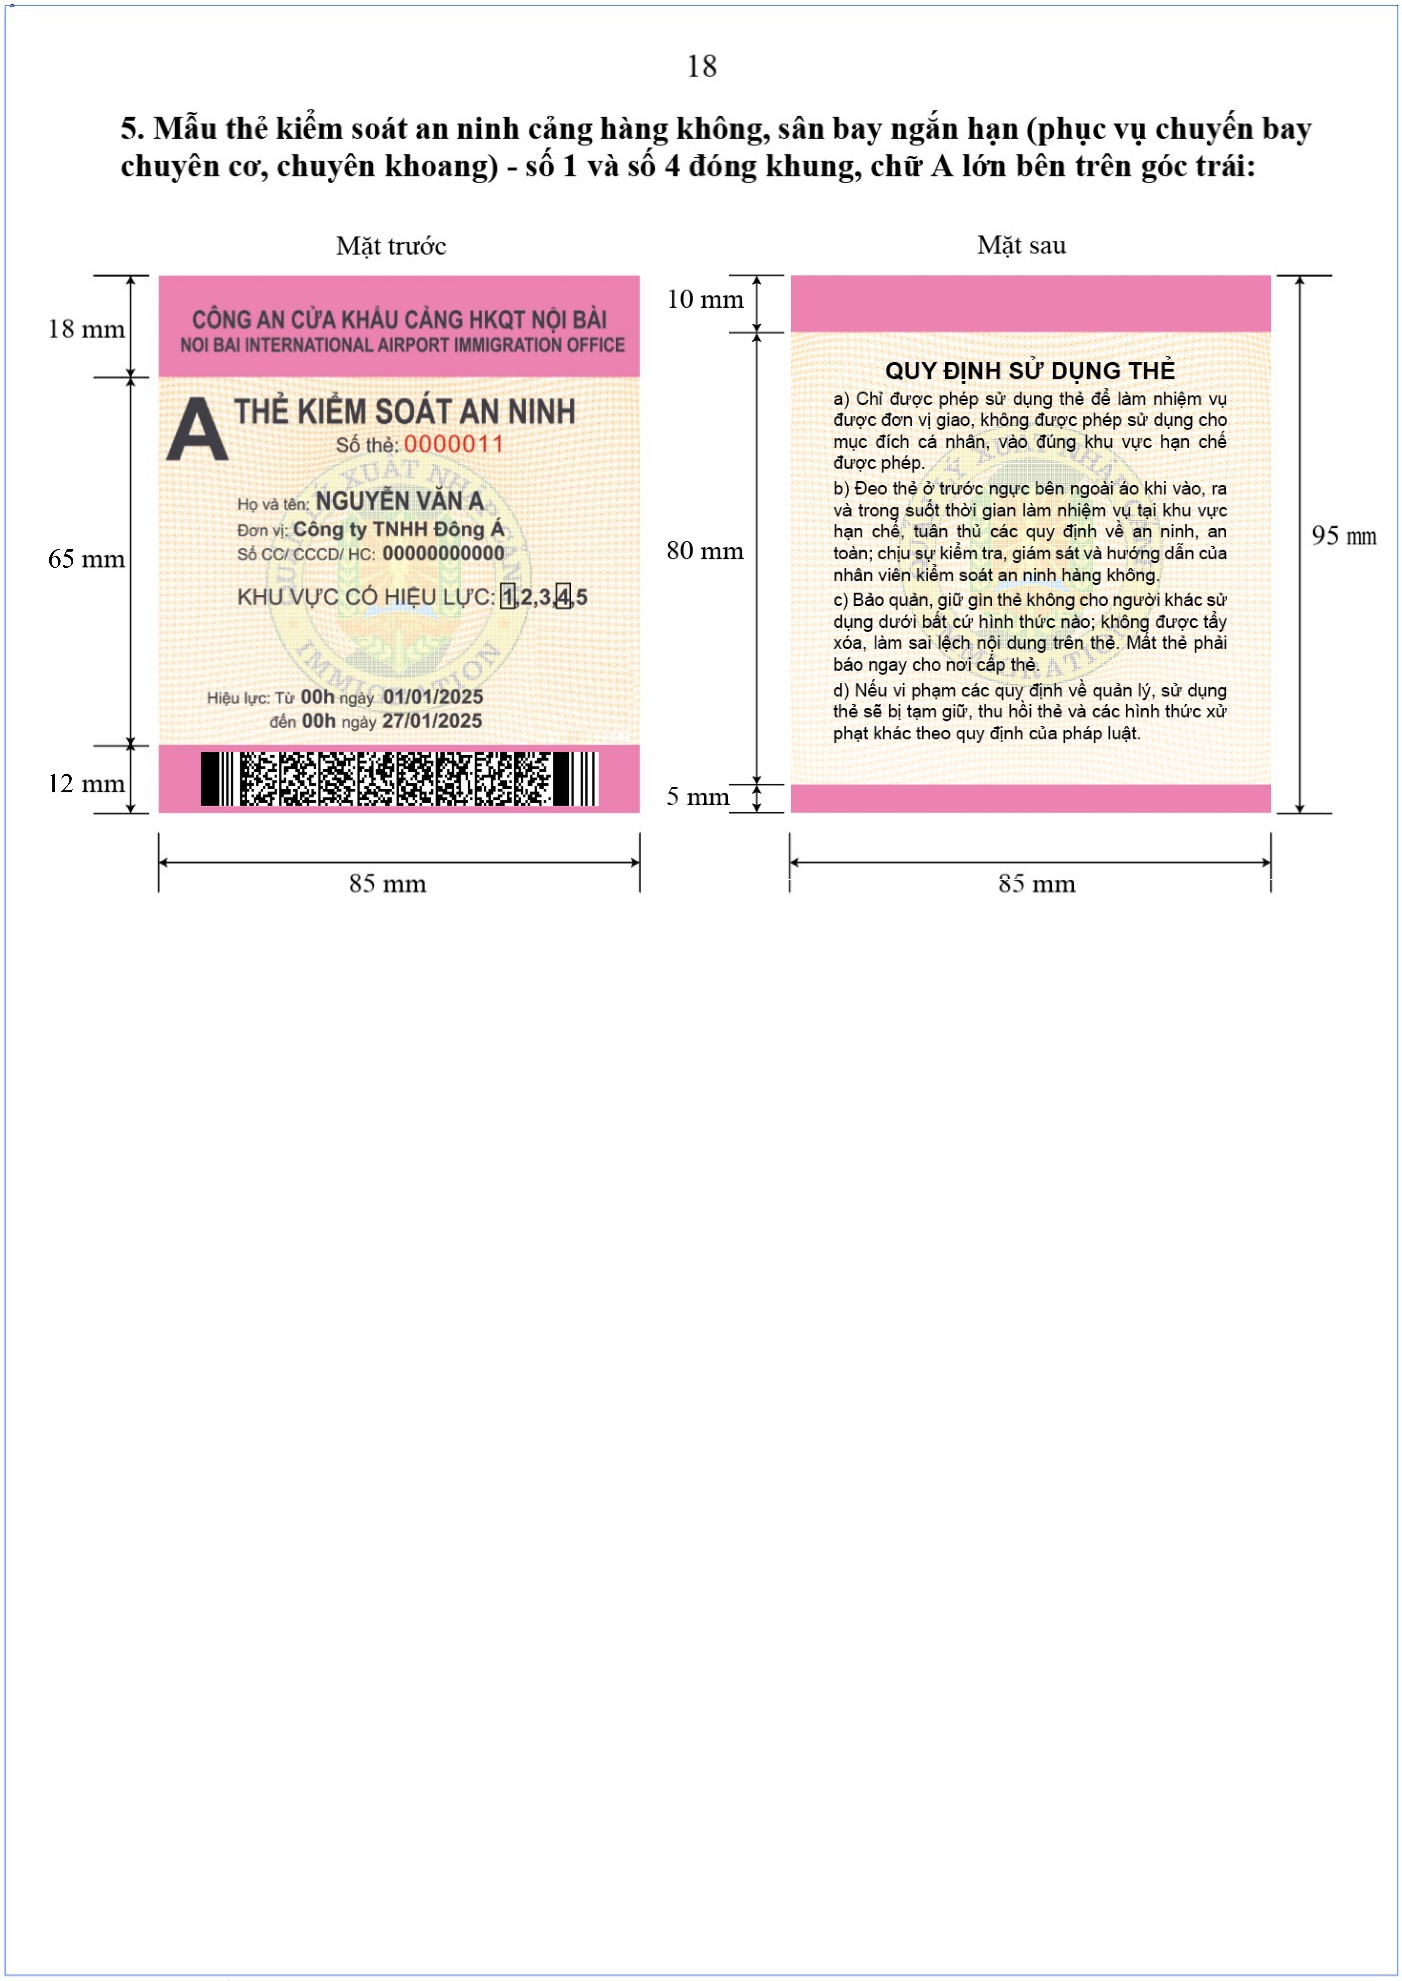 18
5. Mẫu thẻ kiểm soát an ninh cảng hàng không, sân bay ngắn hạn (phục vụ chuyến bay
chuyên cơ, chuyên khoang) - số 1 và số 4 đóng khung, chữ A lớn bên trên góc trái:
Mặt trước
18 mm
65 mm
12 mm
CÔNG AN CỬA KHẨU CẢNG HKQT NỘI BÀI
NOI BAI INTERNATIONAL AIRPORT IMMIGRATION OFFICE
A
THẺ KIỂM SOÁT AN NINH
Số thẻ: 0000011
Họ và tên: NGUYỄN VĂN A
Đơn vị: Công ty TNHH Đông Á
Số CC/ CCCD/ HC: 00000000000
KHU VỰC CÓ HIỆU LỰC: 1,2,3,4,5
IMMIGRATION
Hiệu lực: Từ 00h ngày 01/01/2025
đến 00h ngày 27/01/2025
85 mm
Mặt sau
10 mm
80 mm
5 mm
95 mm
QUY ĐỊNH SỬ DỤNG THẺ
a) Chỉ được phép sử dụng thẻ để làm nhiệm vụ
được đơn vị giao, không được phép sử dụng cho
mục đích cá nhân, vào đúng khu vực hạn chế
được phép.
b) Đeo thẻ ở trước ngực bên ngoài áo khi vào, ra
và trong suốt thời gian làm nhiệm vụ tại khu vực
hạn chế, tuân thủ các quy định về an ninh, an
toàn; chịu sự kiểm tra, giám sát và hướng dẫn của
nhân viên kiểm soát an ninh hàng không.
c) Bảo quản, giữ gìn thẻ không cho người khác sử
dụng dưới bất cứ hình thức nào; không được tẩy
xóa, làm sai lệch nội dung trên thẻ. Mất thẻ phải
báo ngay cho nơi cấp thẻ.
d) Nếu vi phạm các quy định về quản lý, sử dụng
thẻ sẽ bị tạm giữ, thu hồi thẻ và các hình thức xử
phạt khác theo quy định của pháp luật.
85 mm